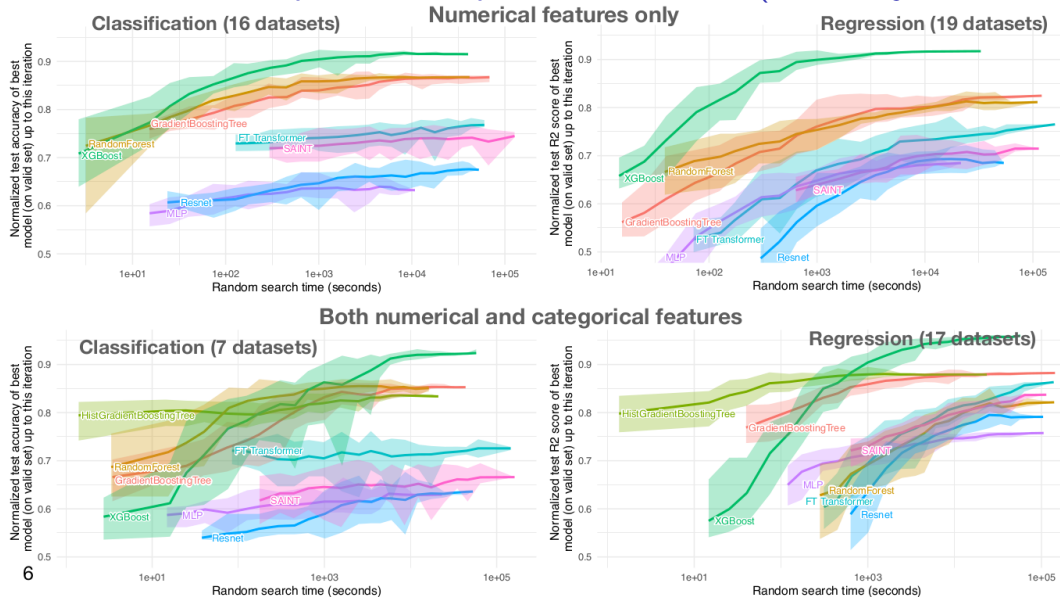 Numerical features only
Classification (16 datasets)
Regression (19 datasets)
Normalized test accuracy of best
model (on valid set) up to this iteration
0.9
0.8
0.7
0.6
0.5
GradientBoostingTree
RandomForest
XGBoost
FT Transformer
SAINT
Resnet
MLP
1e+01
1e+02
1e+03
1e+04
1e+05
Random search time (seconds)
Normalized test R2 score of best
model (on valid set) up to this iteration
0.9
0.8
0.7
0.6
0.5
XGBoost
RandomForest
SAINT
GradientBoostingTree
FT Transformer
MLP
Resnet
1e+01
1e+02
1e+03
1e+04
1e+05
Random search time (seconds)
Both numerical and categorical features
Classification (7 datasets)
Regression (17 datasets)
Normalized test accuracy of best
model (on valid set) up to this iteration
0.9
0.8
0.7
0.6
0.5
HistGradientBoostingTree
FT Transformer
RandomForest
GradientBoostingTree
SAINT
XGBoost
MLP
Resnet
1e+01
1e+03
1e+05
Random search time (seconds)
Normalized test R2 score of best
model (on valid set) up to this iteration
0.9
0.8
0.7
0.6
0.5
HistGradientBoostingTree
GradientBoostingTree
SAINT
MLP
RandomForest
FT Transformer
Resnet
XGBoost
1e+01
1e+03
1e+05
Random search time (seconds)
6